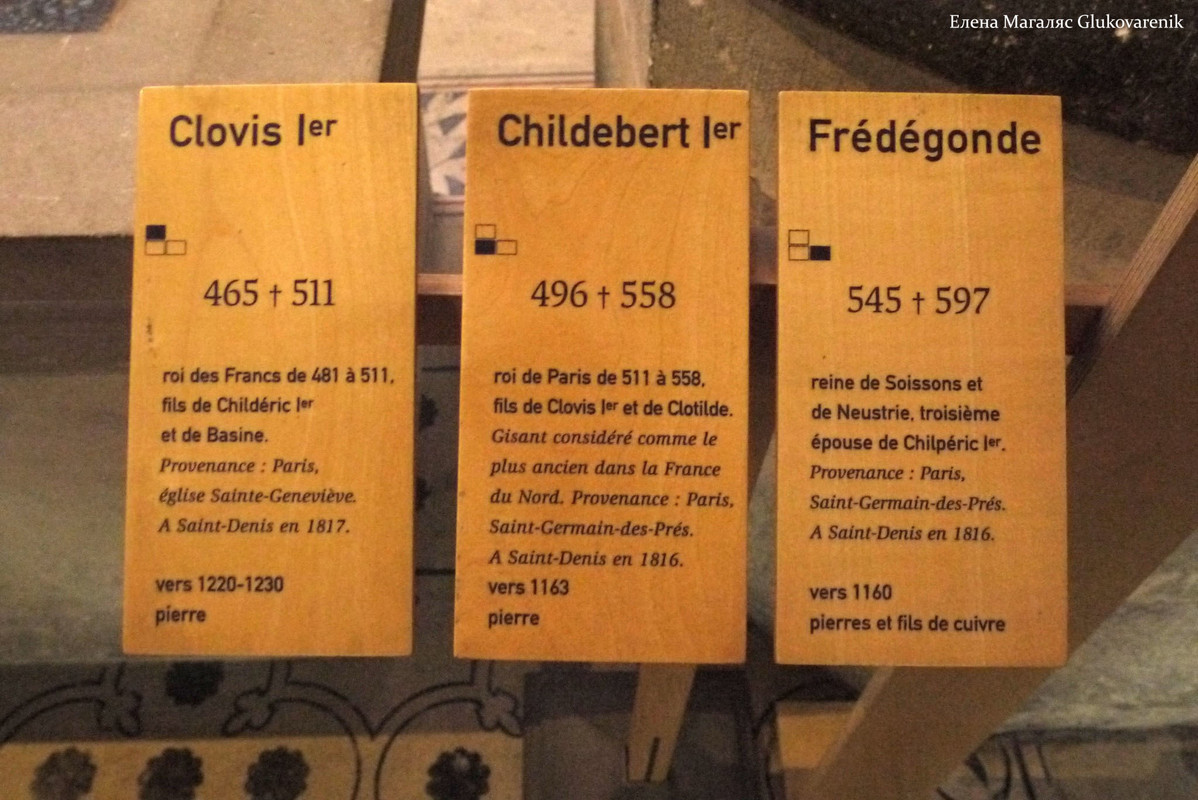 Елена Магаляс Glukovarenik
Clovis Ier
465 † 511
roi des Francs de 481 à 511,
fils de Childéric Ier
et de Basine.
Provenance : Paris,
église Sainte-Geneviève.
A Saint-Denis en 1817.
vers 1220-1230
pierre
Childebert Ier
496 † 558
roi de Paris de 511 à 558,
fils de Clovis Ier et de Clotilde.
Gisant considéré comme le
plus ancien dans la France
du Nord. Provenance : Paris,
Saint-Germain-des-Prés.
A Saint-Denis en 1816.
vers 1163
pierre
Frédégonde
545 † 597
reine de Soissons et
de Neustrie, troisième
épouse de Chilpéric Ier.
Provenance : Paris,
Saint-Germain-des-Prés.
A Saint-Denis en 1816.
vers 1160
pierres et fils de cuivre